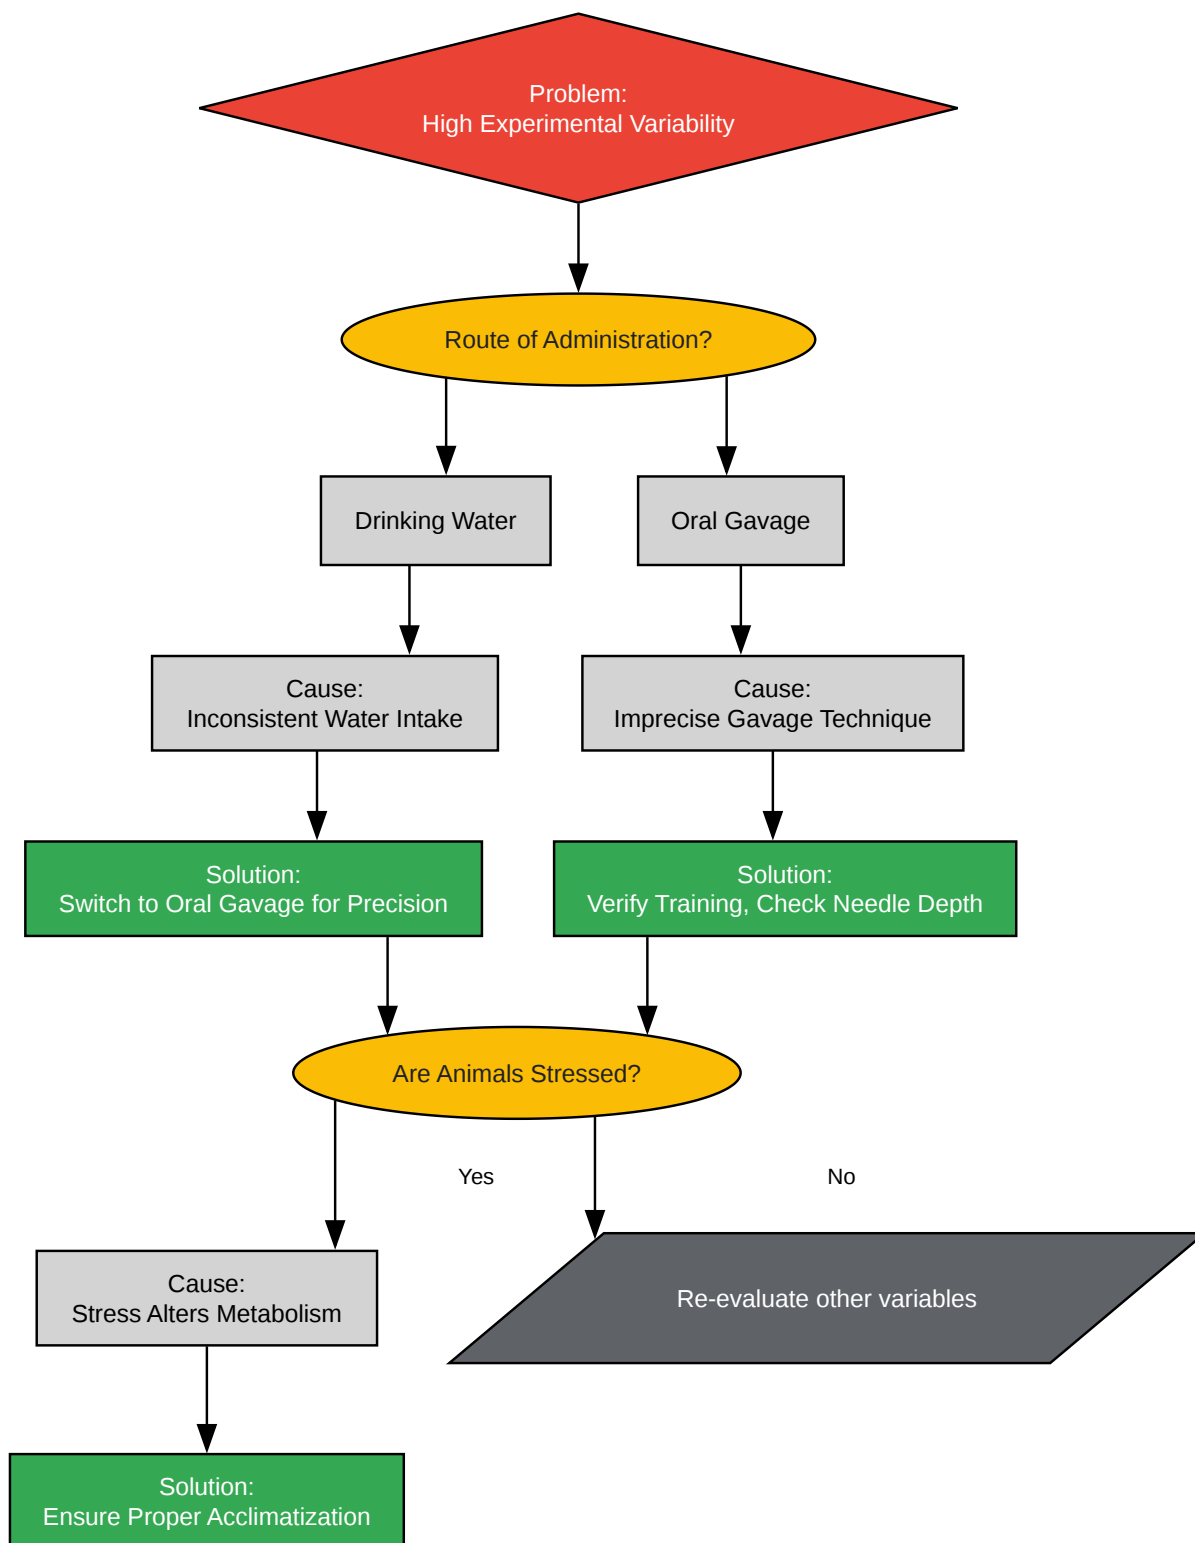 Problem:
High Experimental Variability
Route of Administration?
Drinking Water
Oral Gavage
Cause:
Inconsistent Water Intake
Cause:
Imprecise Gavage Technique
Solution:
Switch to Oral Gavage for Precision
Solution:
Verify Training, Check Needle Depth
Are Animals Stressed?
Yes
No
Cause:
Stress Alters Metabolism
Re-evaluate other variables
Solution:
Ensure Proper Acclimatization